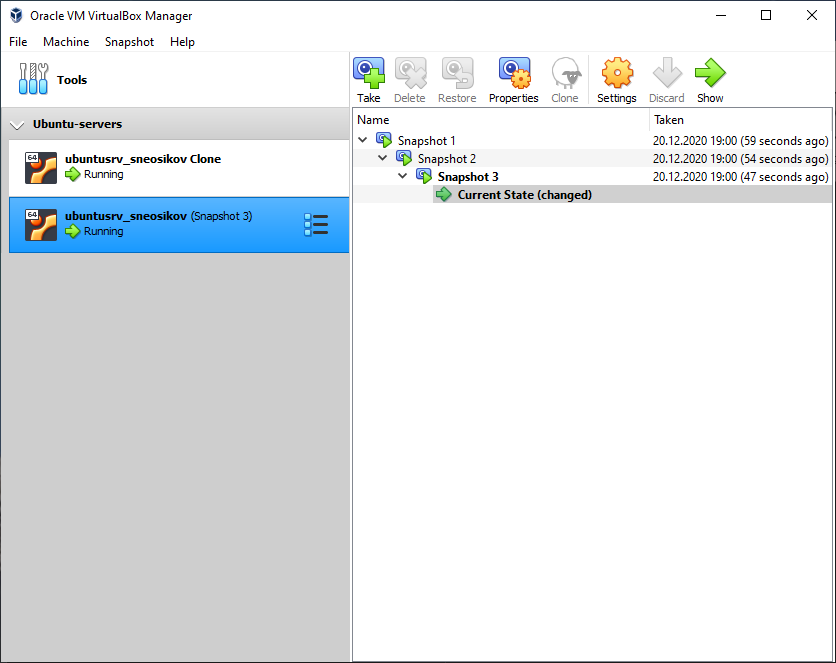 Oracle VM VirtualBox Manager
File Machine Snapshot Help
Tools
Take Delete Restore Properties Clone Settings Discard Show
Ubuntu-servers
64
ubuntusrv_sneosikov Clone
Running
64
ubuntusrv_sneosikov (Snapshot 3)
Running
Name Taken
Snapshot 1 20.12.2020 19:00 (59 seconds ago)
Snapshot 2 20.12.2020 19:00 (54 seconds ago)
Snapshot 3 20.12.2020 19:00 (47 seconds ago)
Current State (changed)